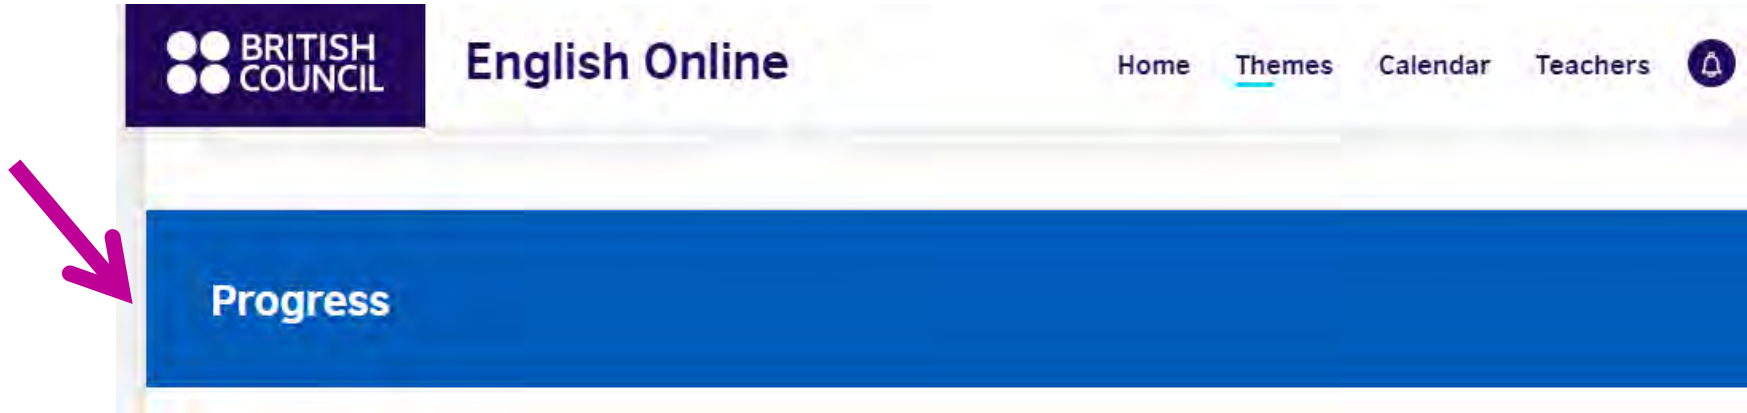 BRITISH
COUNCIL
English Online
Home Themes Calendar Teachers
Progress